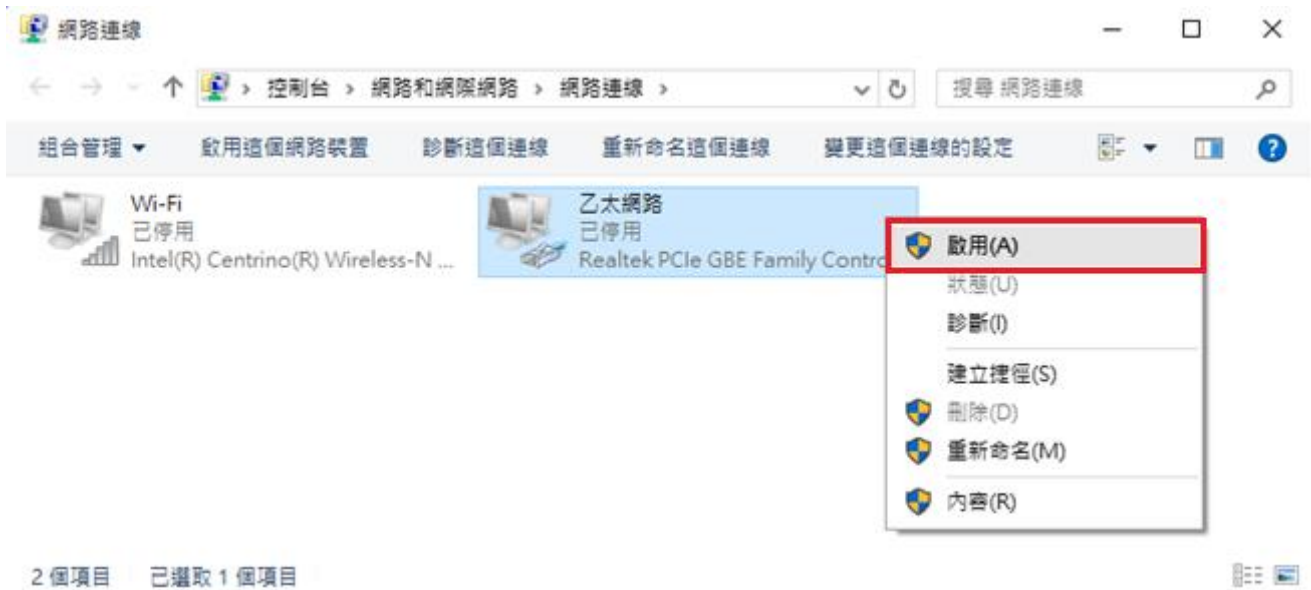 網路連線
控制台 › 網路和網際網路 › 網路連線 ›
搜尋 網路連線
組合管理
啟用這個網路裝置
診斷這個連線
重新命名這個連線
變更這個連線的設定
Wi-Fi
已停用
Intel(R) Centrino(R) Wireless-N ...
乙太網路
已停用
Realtek PCIe GBE Family Contro
啟用(A)
狀態(U)
診斷(I)
建立捷徑(S)
刪除(D)
重新命名(M)
內容(R)
2 個項目
已選取 1 個項目